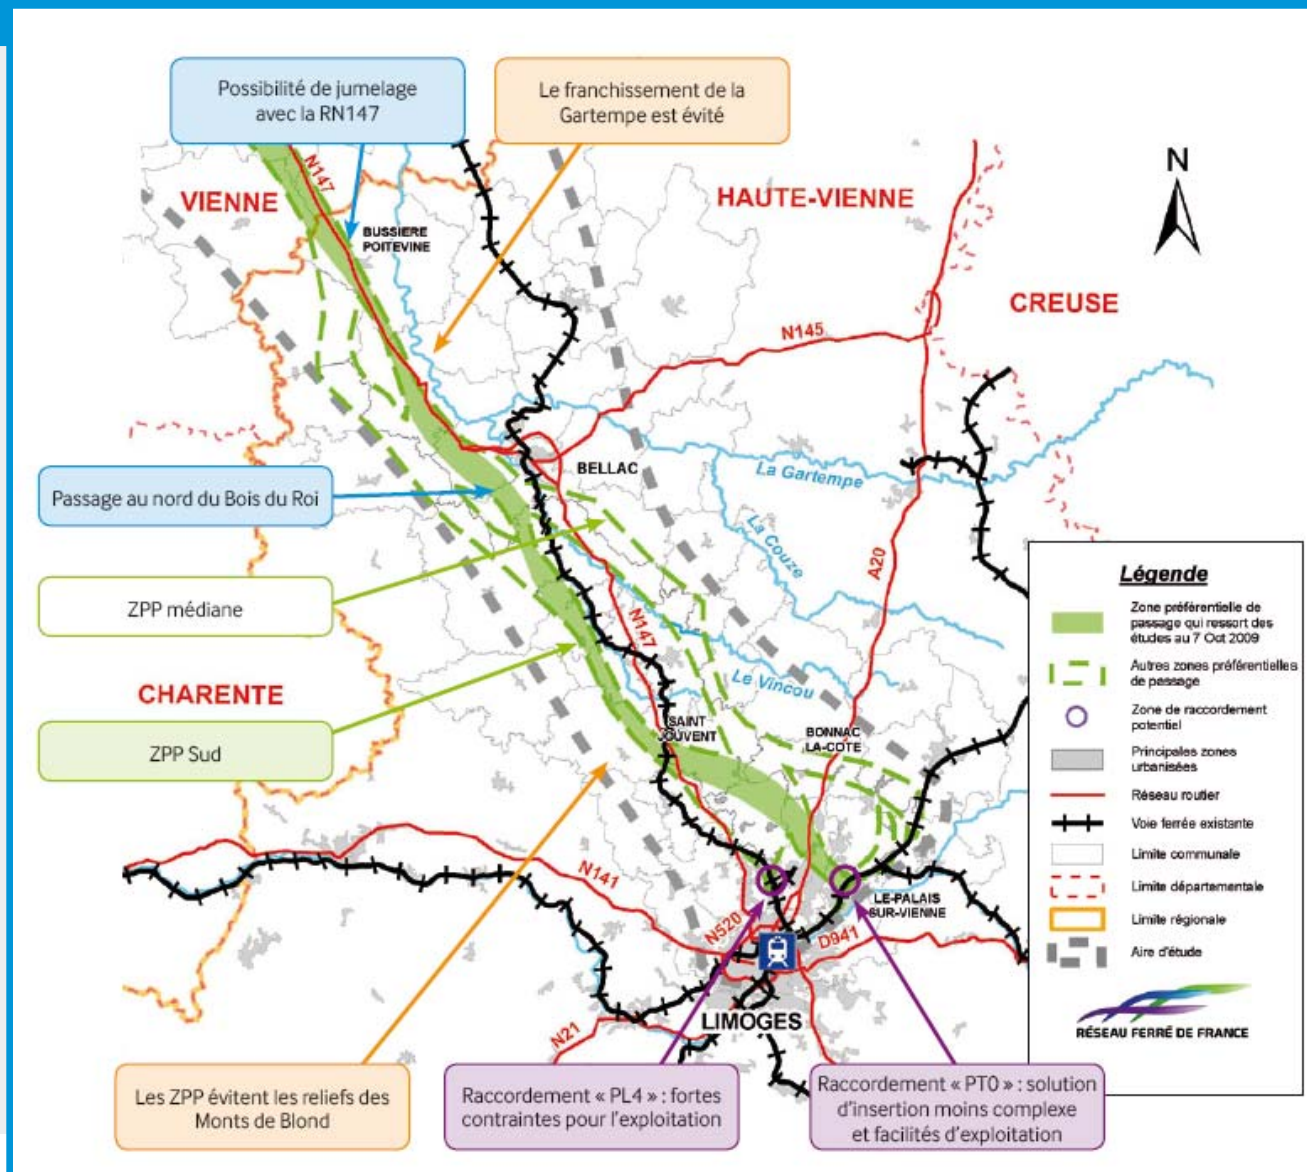 Possibilité de jumelage
avec la RN147
Le franchissement de la
Gartempe est évité
N
VIENNE
N147
HAUTE-VIENNE
BUSSIERE
POITEVINE
CREUSE
N145
BELLAC
La Gartempe
Passage au nord du Bois du Roi
La Couze
A20
ZPP médiane
N147
Le Vincou
CHARENTE
SAINT
JOUVENT
BONNAC
LA-COTE
ZPP Sud
N141
LE-PALAIS
SUR-VIENNE
N520
D941
LIMOGES
N21
Légende
Zone préférentielle de
passage qui ressort des
études au 7 Oct 2009
Autres zones préférentielles
de passage
Zone de raccordement
potentiel
Principales zones
urbanisées
Réseau routier
Voie ferrée existante
Limite communale
Limite départementale
Limite régionale
Aire d'étude
RÉSEAU FERRÉ DE FRANCE
Les ZPP évitent les reliefs des
Monts de Blond
Raccordement « PL4 » : fortes
contraintes pour l'exploitation
Raccordement « PT0 » : solution
d'insertion moins complexe
et facilités d'exploitation